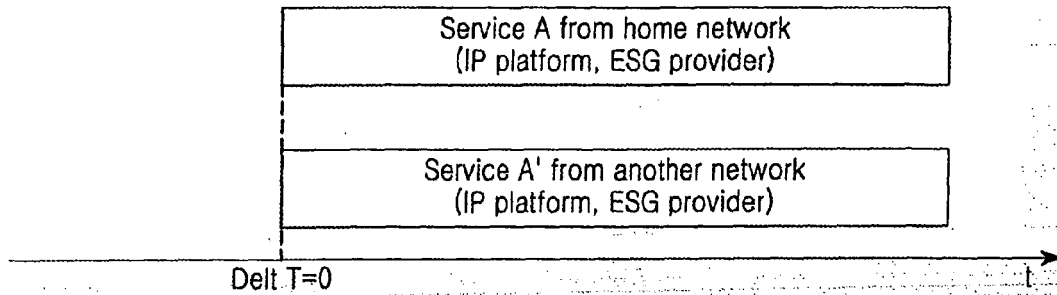 Service A from home network
(IP platform, ESG provider)
Service A' from another network
(IP platform, ESG provider)
Delt T=0
t